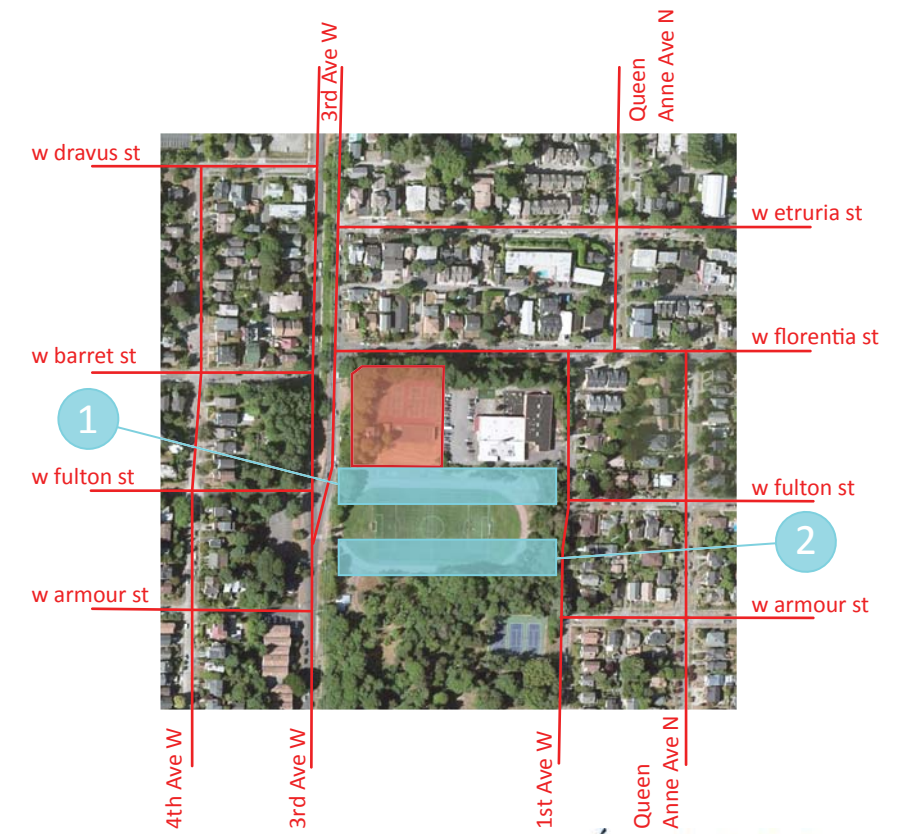 3rd Ave W
Queen
Anne Ave N
w dravus st
w etruria st
w florentia st
w barret st
1
w fulton st
w fulton st
2
w armour st
w armour st
4th Ave W
3rd Ave W
1st Ave W
Queen
Anne Ave N